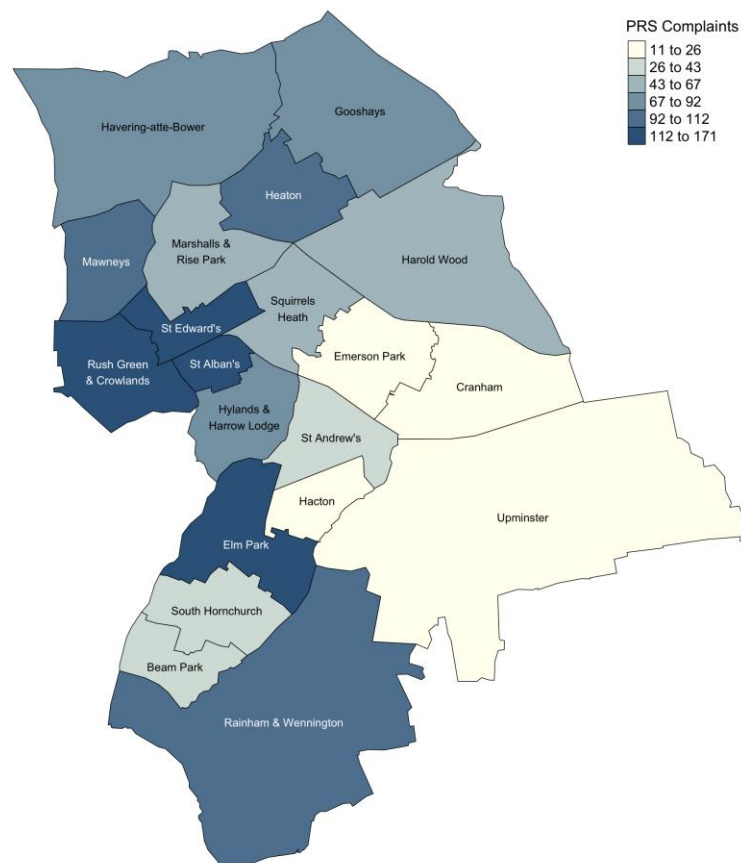 PRS Complaints
11 to 26
26 to 43
43 to 67
67 to 92
92 to 112
112 to 171
Gooshays
Havering-atte-Bower
Heaton
Marshalls &
Rise Park
Mawneys
Harold Wood
Squirrels
Heath
St Edward's
Emerson Park
St Alban's
Rush Green
& Crowlands
Cranham
Hylands &
Harrow Lodge
St Andrew's
Hacton
Upminster
Elm Park
South Hornchurch
Beam Park
Rainham & Wennington